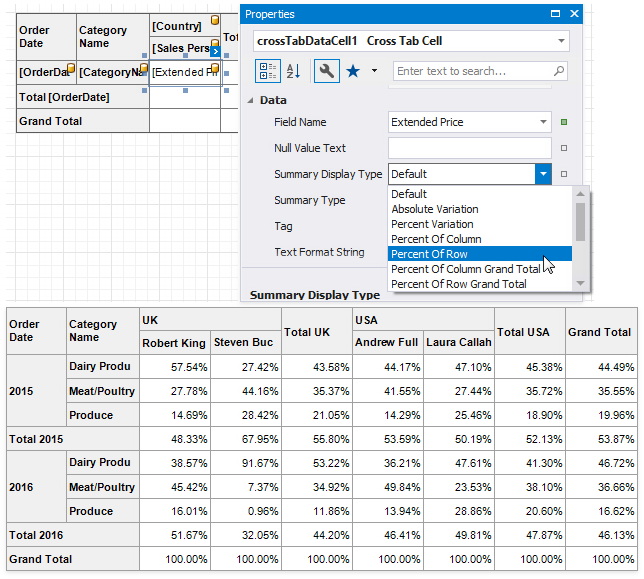 Order Date
Category Name
[Country]
[Sales Pers
To
[OrderDat
[CategoryNa
[Extended Pri
Total [OrderDate]
Grand Total
Properties
crossTabDataCell1 Cross Tab Cell
Enter text to search...
Data
Field Name
Extended Price
Null Value Text
Summary Display Type
Default
Summary Type
Tag
Text Format String
Default
Absolute Variation
Percent Variation
Percent Of Column
Percent Of Row
Percent Of Column Grand Total
Percent Of Row Grand Total
Summary Display Type
Order Date
Category Name
UK
Total UK
USA
Total USA
Grand Total
Robert King
Steven Buc
Andrew Full
Laura Callah
2015
Dairy Produ 57.54% 27.42% 43.58% 44.17% 47.10% 45.38% 44.49%
Meat/Poultry 27.78% 44.16% 35.37% 41.55% 27.44% 35.72% 35.55%
Produce 14.69% 28.42% 21.05% 14.29% 25.46% 18.90% 19.96%
Total 2015 48.33% 67.95% 55.80% 53.59% 50.19% 52.13% 53.87%
2016
Dairy Produ 38.57% 91.67% 53.22% 36.21% 47.61% 41.30% 46.72%
Meat/Poultry 45.42% 7.37% 34.92% 49.84% 23.53% 38.10% 36.66%
Produce 16.01% 0.96% 11.86% 13.94% 28.86% 20.60% 16.62%
Total 2016 51.67% 32.05% 44.20% 46.41% 49.81% 47.87% 46.13%
Grand Total 100.00% 100.00% 100.00% 100.00% 100.00% 100.00% 100.00%